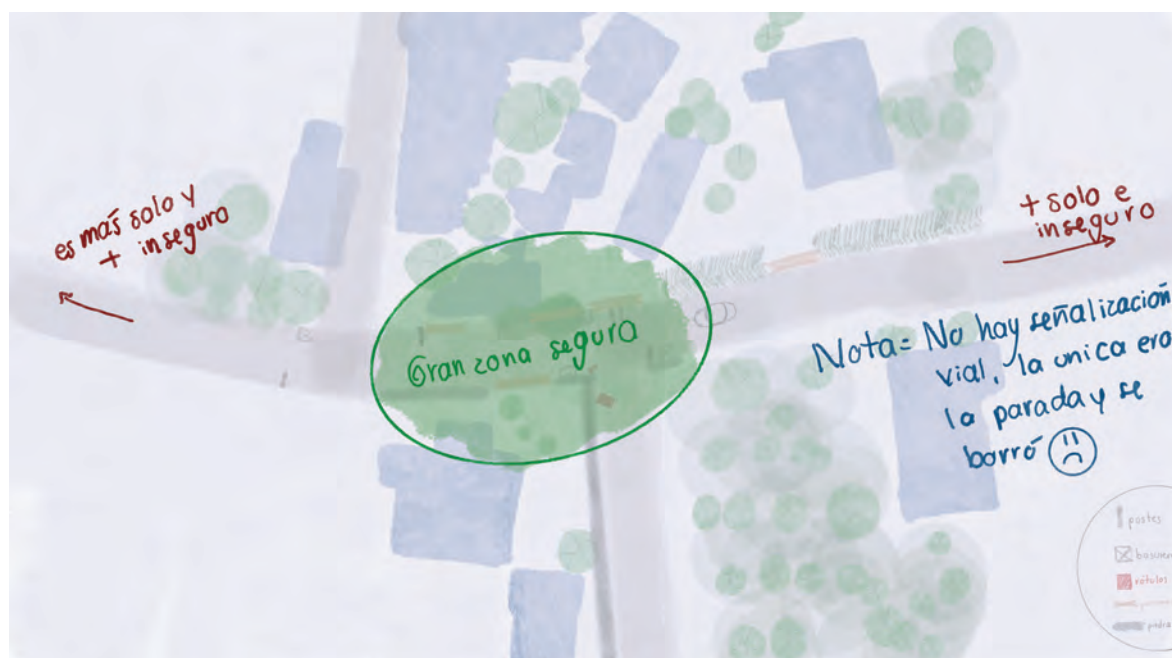 es más solo y
+ inseguro
Gran zona segura
+ solo e
inseguro
Nota= No hay señalización
vial, la unica era
la parada y se
borró
postes
rótulos